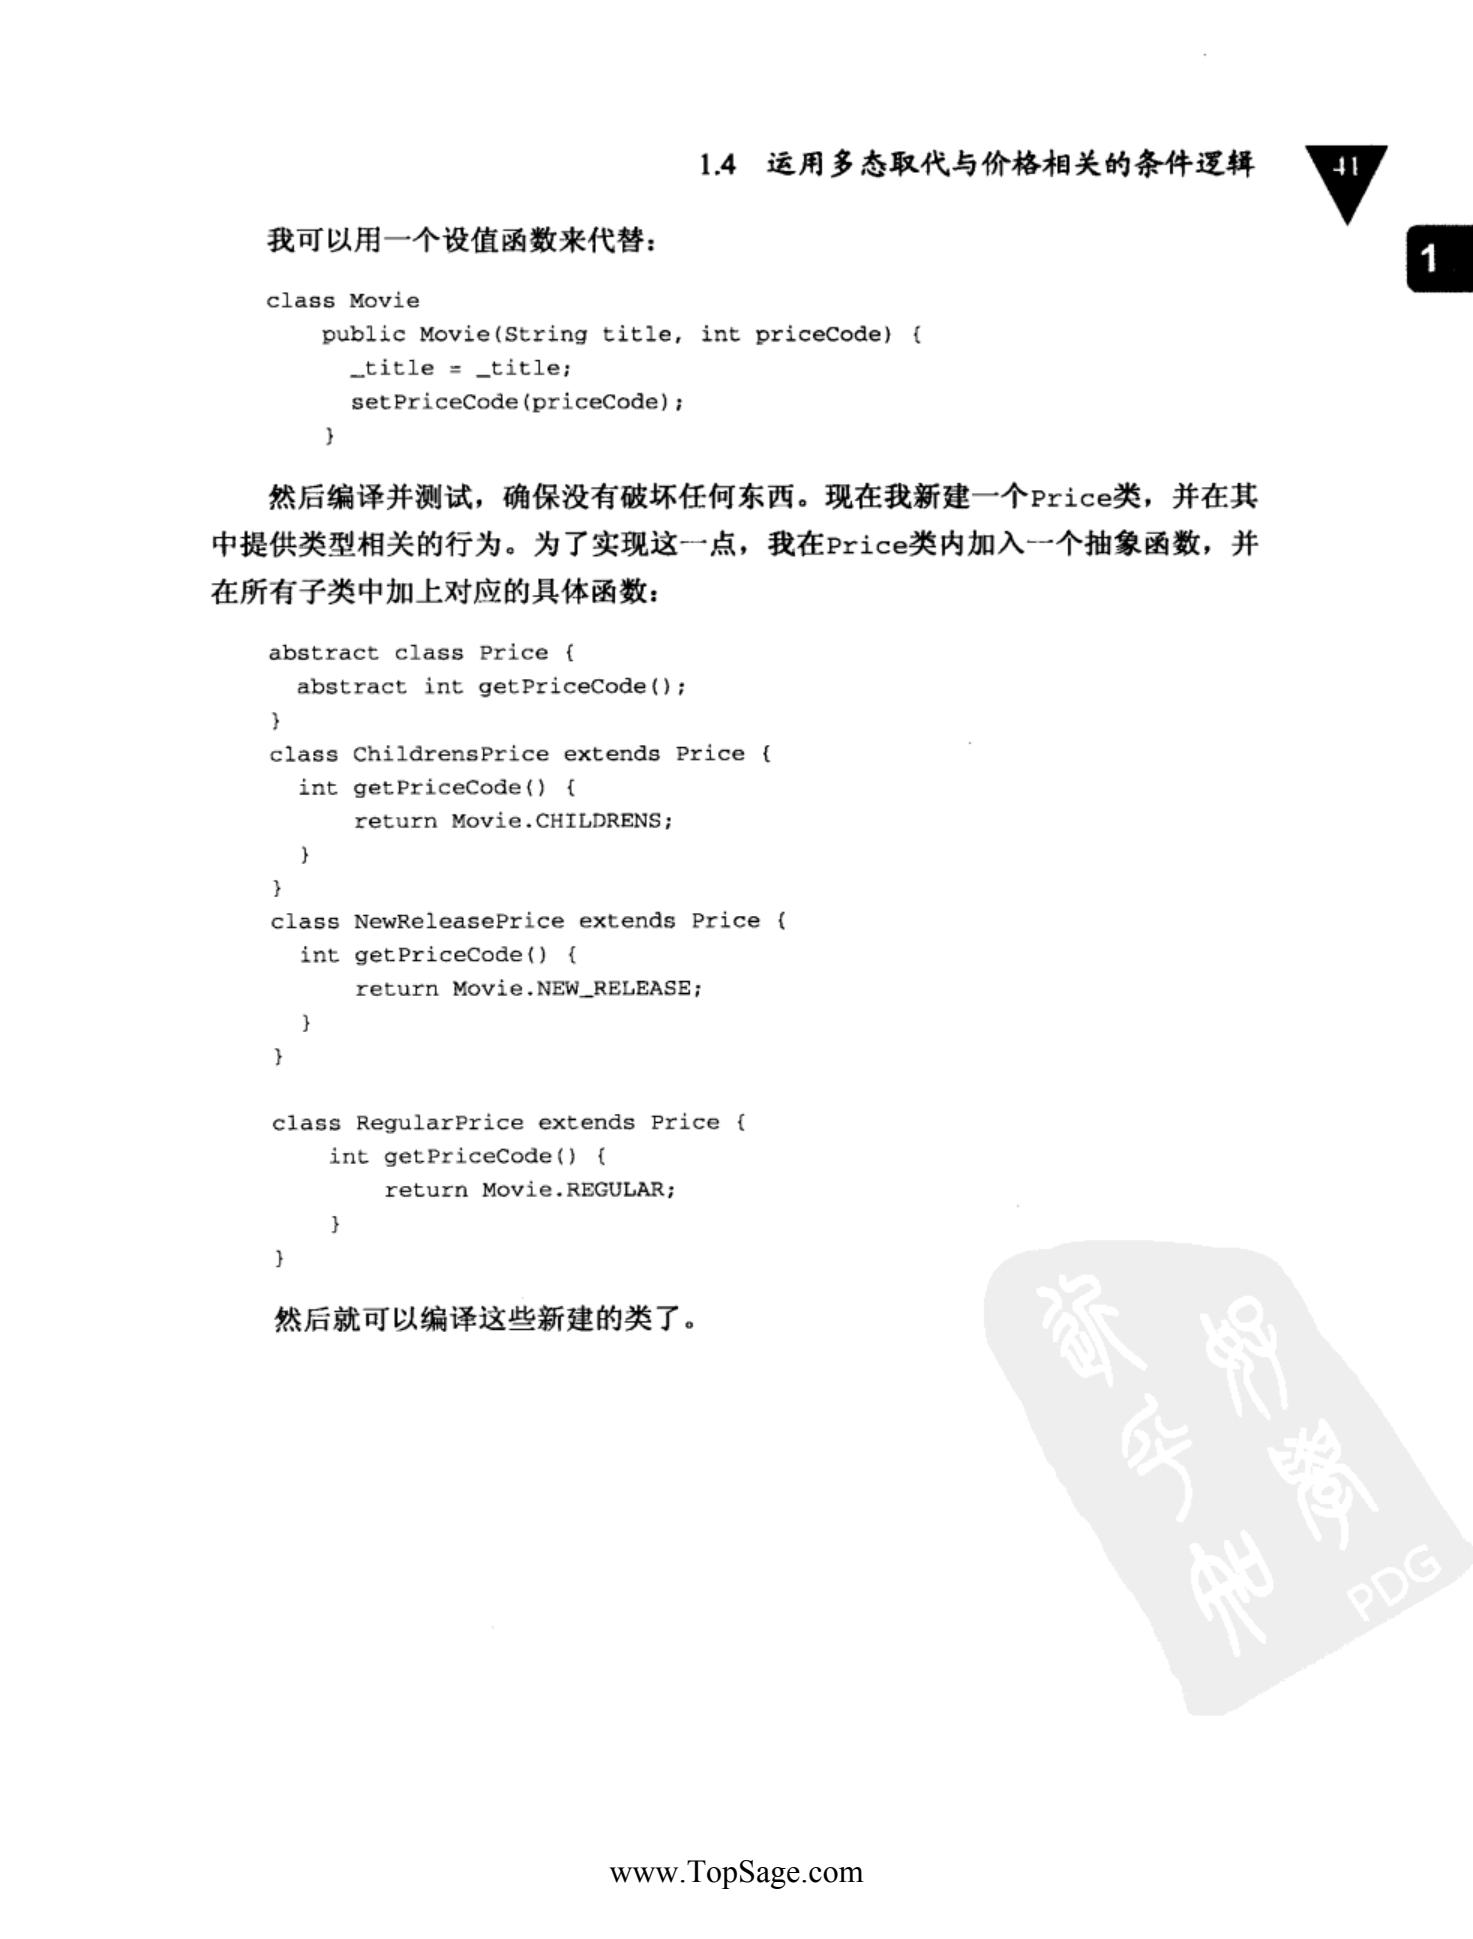 1.4 运用多态取代与价格相关的条件逻辑 41
1
我可以用一个设值函数来代替：
class Movie
public Movie(String title, int priceCode) {
_title = _title;
setPriceCode(priceCode);
}
然后编译并测试，确保没有破坏任何东西。现在我新建一个Price类，并在其
中提供类型相关的行为。为了实现这一点，我在Price类内加入一个抽象函数，并
在所有子类中加上对应的具体函数：
abstract class Price {
abstract int getPriceCode();
}
class ChildrensPrice extends Price {
int getPriceCode() {
return Movie.CHILDRENS;
}
}
class NewReleasePrice extends Price {
int getPriceCode() {
return Movie.NEW_RELEASE;
}
}
class RegularPrice extends Price {
int getPriceCode() {
return Movie.REGULAR;
}
}
然后就可以编译这些新建的类了。
PDG
www.TopSage.com